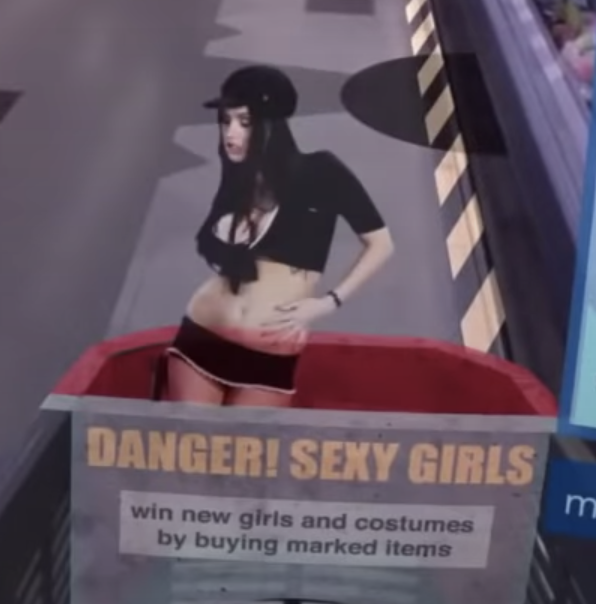 DANGER! SEXY GIRLS
win new girls and costumes
by buying marked items
m